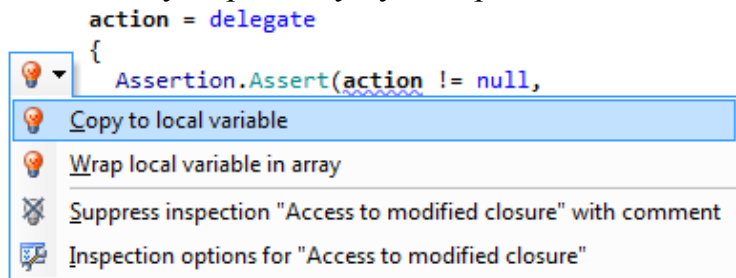 action = delegate
{
Assertion.Assert(action != null,
Copy to local variable
Wrap local variable in array
Suppress inspection "Access to modified closure" with comment
Inspection options for "Access to modified closure"